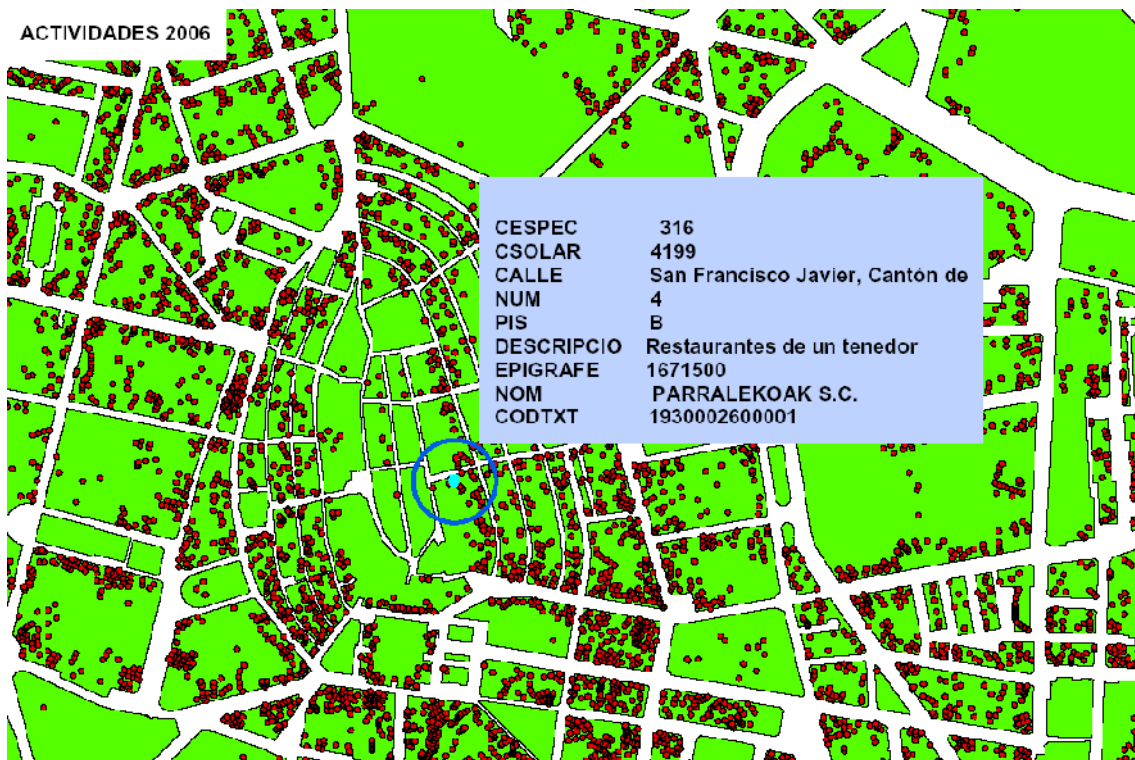 ACTIVIDADES 2006
CESPEC 316
CSOLAR 4199
CALLE San Francisco Javier, Cantón de
NUM 4
PIS B
DESCRIPCIO Restaurantes de un tenedor
EPIGRAFE 1671500
NOM PARRALEKOAK S.C.
CODTXT 1930002600001